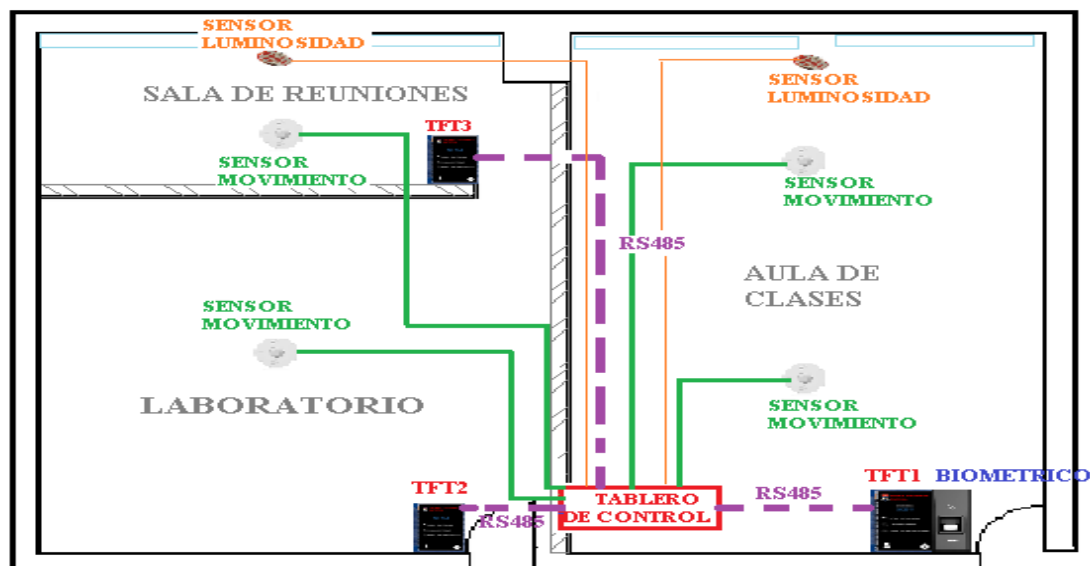 SENSOR
LUMINOSIDAD
SALA DE REUNIONES
TFT3
SENSOR
MOVIMIENTO
SENSOR
LUMINOSIDAD
SENSOR
MOVIMIENTO
RS485
AULA DE
CLASES
SENSOR
MOVIMIENTO
LABORATORIO
SENSOR
MOVIMIENTO
TFT2
RS485
TABLERO
DE CONTROL
RS485
TFT1
BIOMETRICO